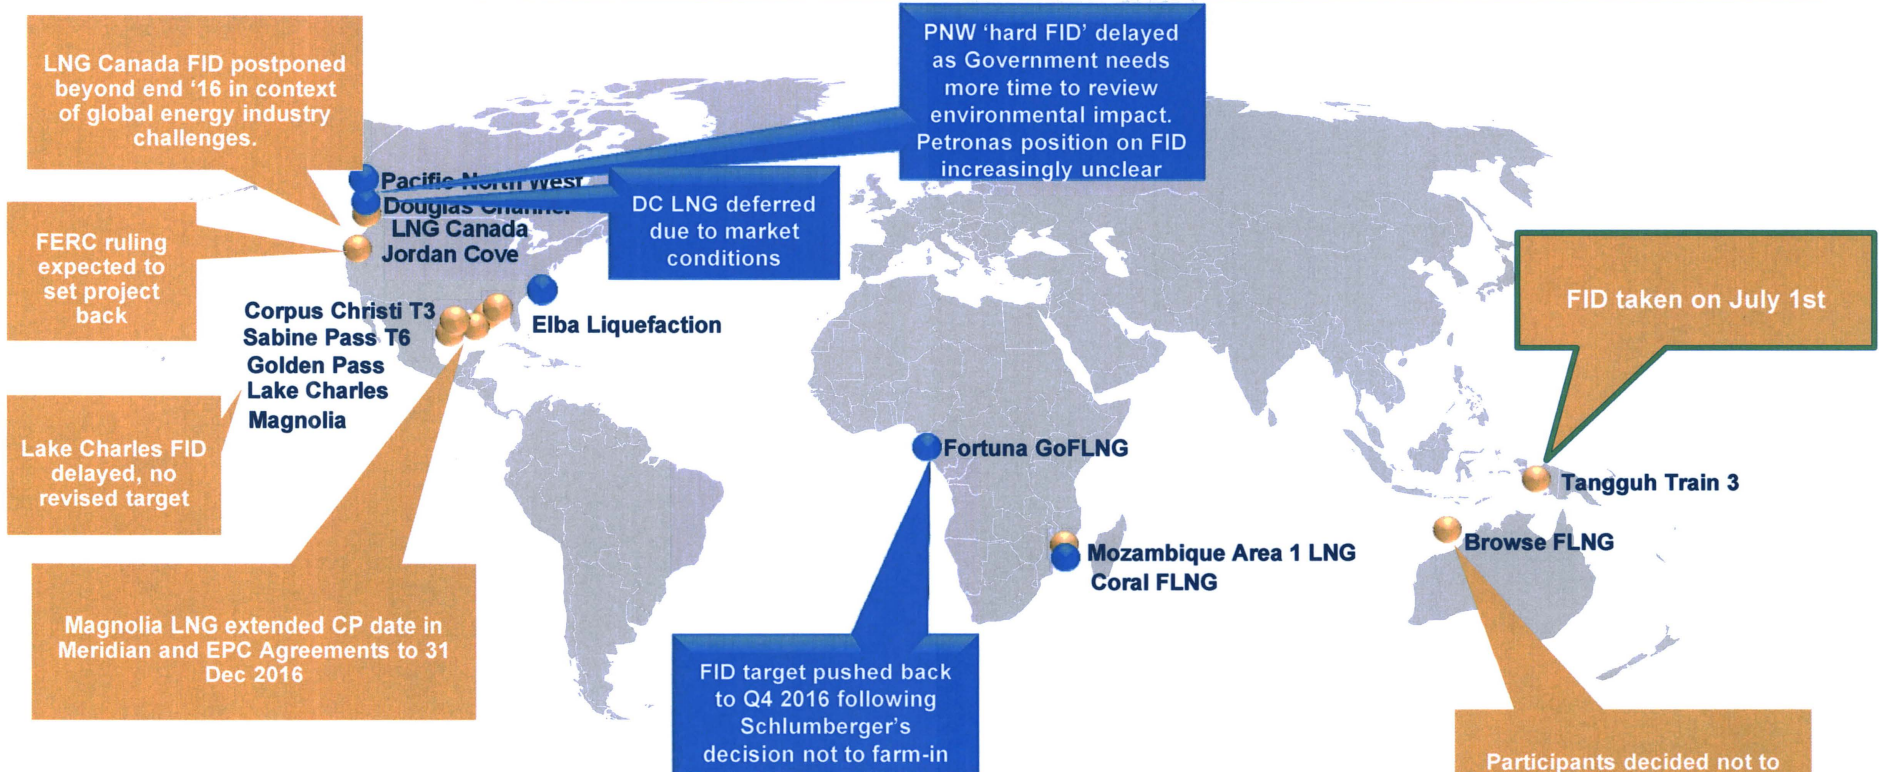 LNG Canada FID postponed
beyond end ‘16 in context
of global energy industry
challenges.
PNW ‘hard FID’ delayed
as Government needs
more time to review
environmental impact.
Petronas position on FID
increasingly unclear
Pacific North West
Douglas Channel
LNG Canada
Jordan Cove
DC LNG deferred
due to market
conditions
FERC ruling
expected to
set project
back
Corpus Christi T3
Sabine Pass T6
Golden Pass
Lake Charles
Magnolia
Elba Liquefaction
FID taken on July 1st
Lake Charles FID
delayed, no
revised target
Fortuna GoFLNG
Tangguh Train 3
Browse FLNG
Mozambique Area 1 LNG
Coral FLNG
Magnolia LNG extended CP date in
Meridian and EPC Agreements to 31
Dec 2016
FID target pushed back
to Q4 2016 following
Schlumberger’s
decision not to farm-in
Participants decided not to